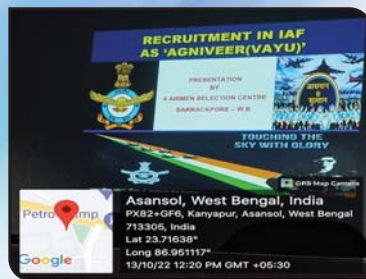 RECRUITMENT IN IAF
AS 'AGNIVEER(VAYU)'
PRESENTATION
BY
4 AIRMEN SELECTION CENTRE
BARRACKPORE – W.B
TOUCHING THE
SKY WITH GLORY
GPS Map Camera
Petro
mp
Google
Asansol, West Bengal, India
PX82+GF6, Kanyapur, Asansol, West Bengal
713305, India
Lat 23.71638°
Long 86.951117°
13/10/22 12:20 PM GMT +05:30